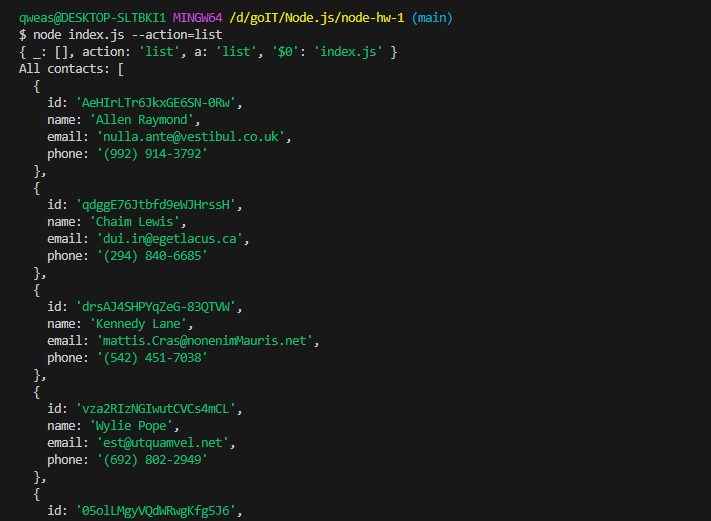 qweas@DESKTOP-SLTBKI1 MINGW64 /d/goIT/Node.js/node-hw-1 (main)
$ node index.js --action=list
{ _: [], action: 'list', a: 'list', '$0': 'index.js' }
All contacts: [
  {
    id: 'AeHIrLTr6JkxGE6SN-0Rw',
    name: 'Allen Raymond',
    email: 'nulla.ante@vestibul.co.uk',
    phone: '(992) 914-3792'
  },
  {
    id: 'qdggE76Jtbfd9eWJHrssH',
    name: 'Chaim Lewis',
    email: 'dui.in@egetlacus.ca',
    phone: '(294) 840-6685'
  },
  {
    id: 'drsAJ4SHPYqZeG-83QTVW',
    name: 'Kennedy Lane',
    email: 'mattis.Cras@nonenimMauris.net',
    phone: '(542) 451-7038'
  },
  {
    id: 'vza2RIzNGIwutCVCs4mCL',
    name: 'Wylie Pope',
    email: 'est@utquamvel.net',
    phone: '(692) 802-2949'
  },
  {
    id: '05olLMgyVQdWRwgKfg5J6',